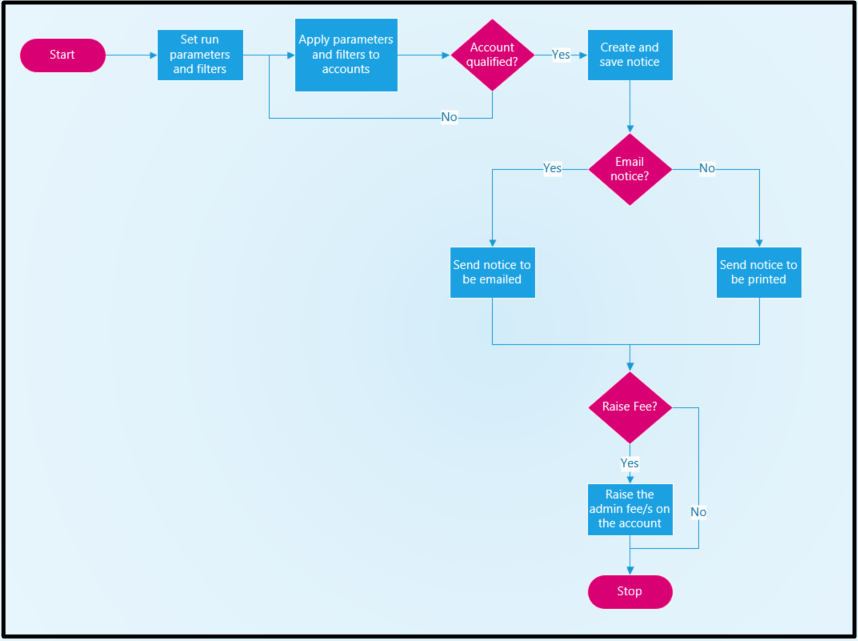 Start
Set run
parameters
and filters
Apply parameters
and filters to
accounts
Account
qualified?
Yes
Create and
save notice
No
Email
notice?
Yes
No
Send notice to
be emailed
Send notice to
be printed
Raise Fee?
Yes
Raise the
admin fee/s on
the account
No
Stop